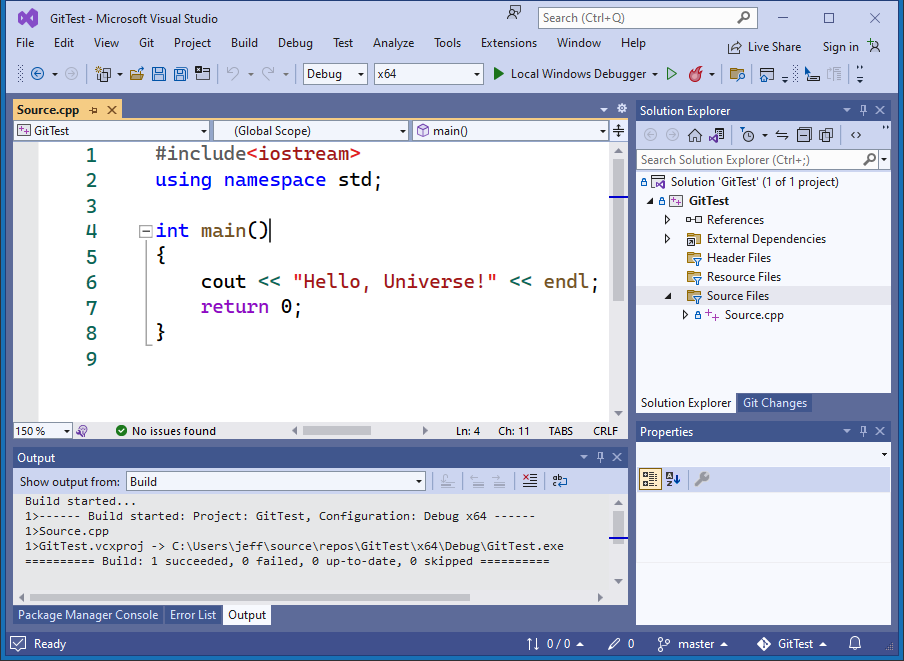 GitTest - Microsoft Visual Studio
Search (Ctrl+Q)
File Edit View Git Project Build Debug Test Analyze Tools Extensions Window Help
Live Share Sign in
Debug x64 Local Windows Debugger
Source.cpp
GitTest (Global Scope) main()
1 #include<iostream>
2 using namespace std;
3
4 int main()
5 {
6 cout << "Hello, Universe!" << endl;
7 return 0;
8 }
9
150 % No issues found Ln: 4 Ch: 11 TABS CRLF
Output
Show output from: Build
Build started...
1>------ Build started: Project: GitTest, Configuration: Debug x64 ------
1>Source.cpp
1>GitTest.vcxproj -> C:\Users\jeff\source\repos\GitTest\x64\Debug\GitTest.exe
========== Build: 1 succeeded, 0 failed, 0 up-to-date, 0 skipped ==========
Package Manager Console Error List Output
Solution Explorer
Search Solution Explorer (Ctrl+;)
Solution 'GitTest' (1 of 1 project)
GitTest
References
External Dependencies
Header Files
Resource Files
Source Files
Source.cpp
Solution Explorer Git Changes
Properties
Ready 0 / 0 0 master GitTest